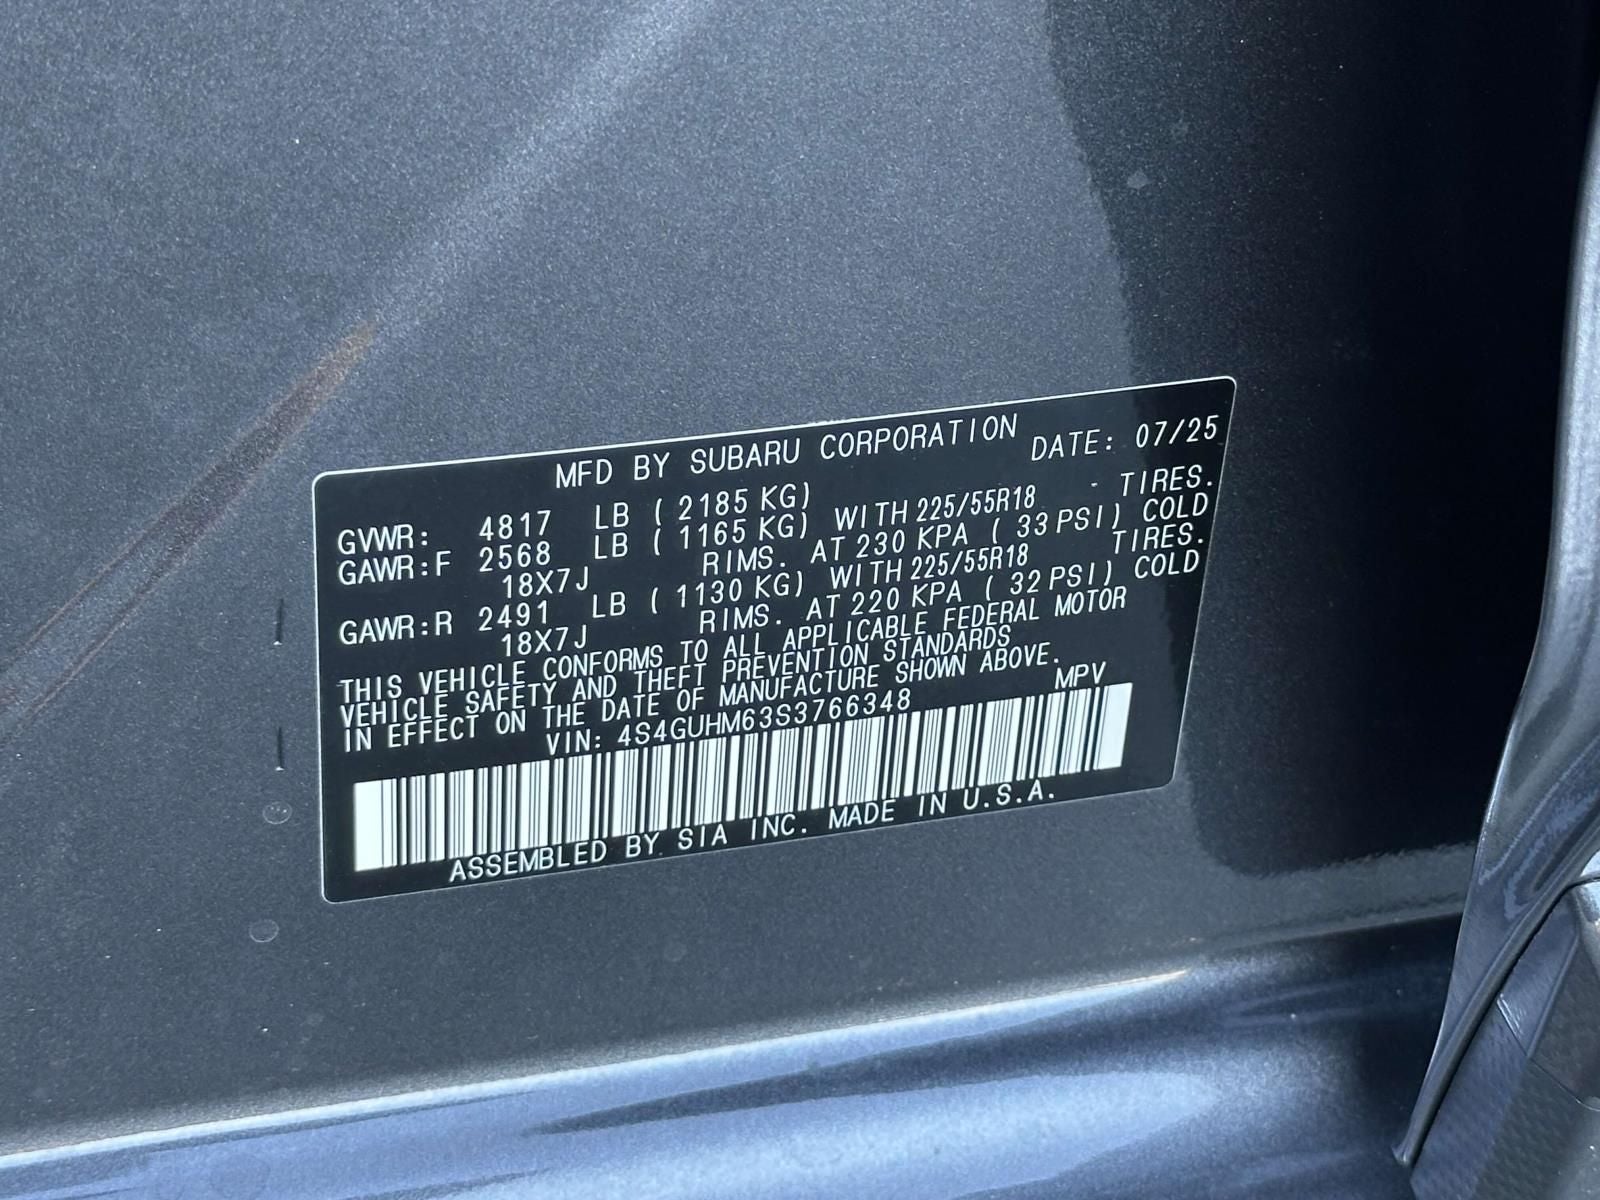 MFD BY SUBARU CORPORATION DATE: 07/25
GVWR: 4817 LB ( 2185 KG)
GAWR:F 2568 LB ( 1165 KG) WITH 225/55R18 TIRES.
18X7J RIMS. AT 230 KPA ( 33 PSI) COLD
GAWR:R 2491 LB ( 1130 KG) WITH 225/55R18 TIRES.
18X7J RIMS. AT 220 KPA ( 32 PSI) COLD
THIS VEHICLE CONFORMS TO ALL APPLICABLE FEDERAL MOTOR
VEHICLE SAFETY AND THEFT PREVENTION STANDARDS
IN EFFECT ON THE DATE OF MANUFACTURE SHOWN ABOVE.
VIN: 4S4GUHM63S3766348 MPV
ASSEMBLED BY SIA INC. MADE IN U.S.A.